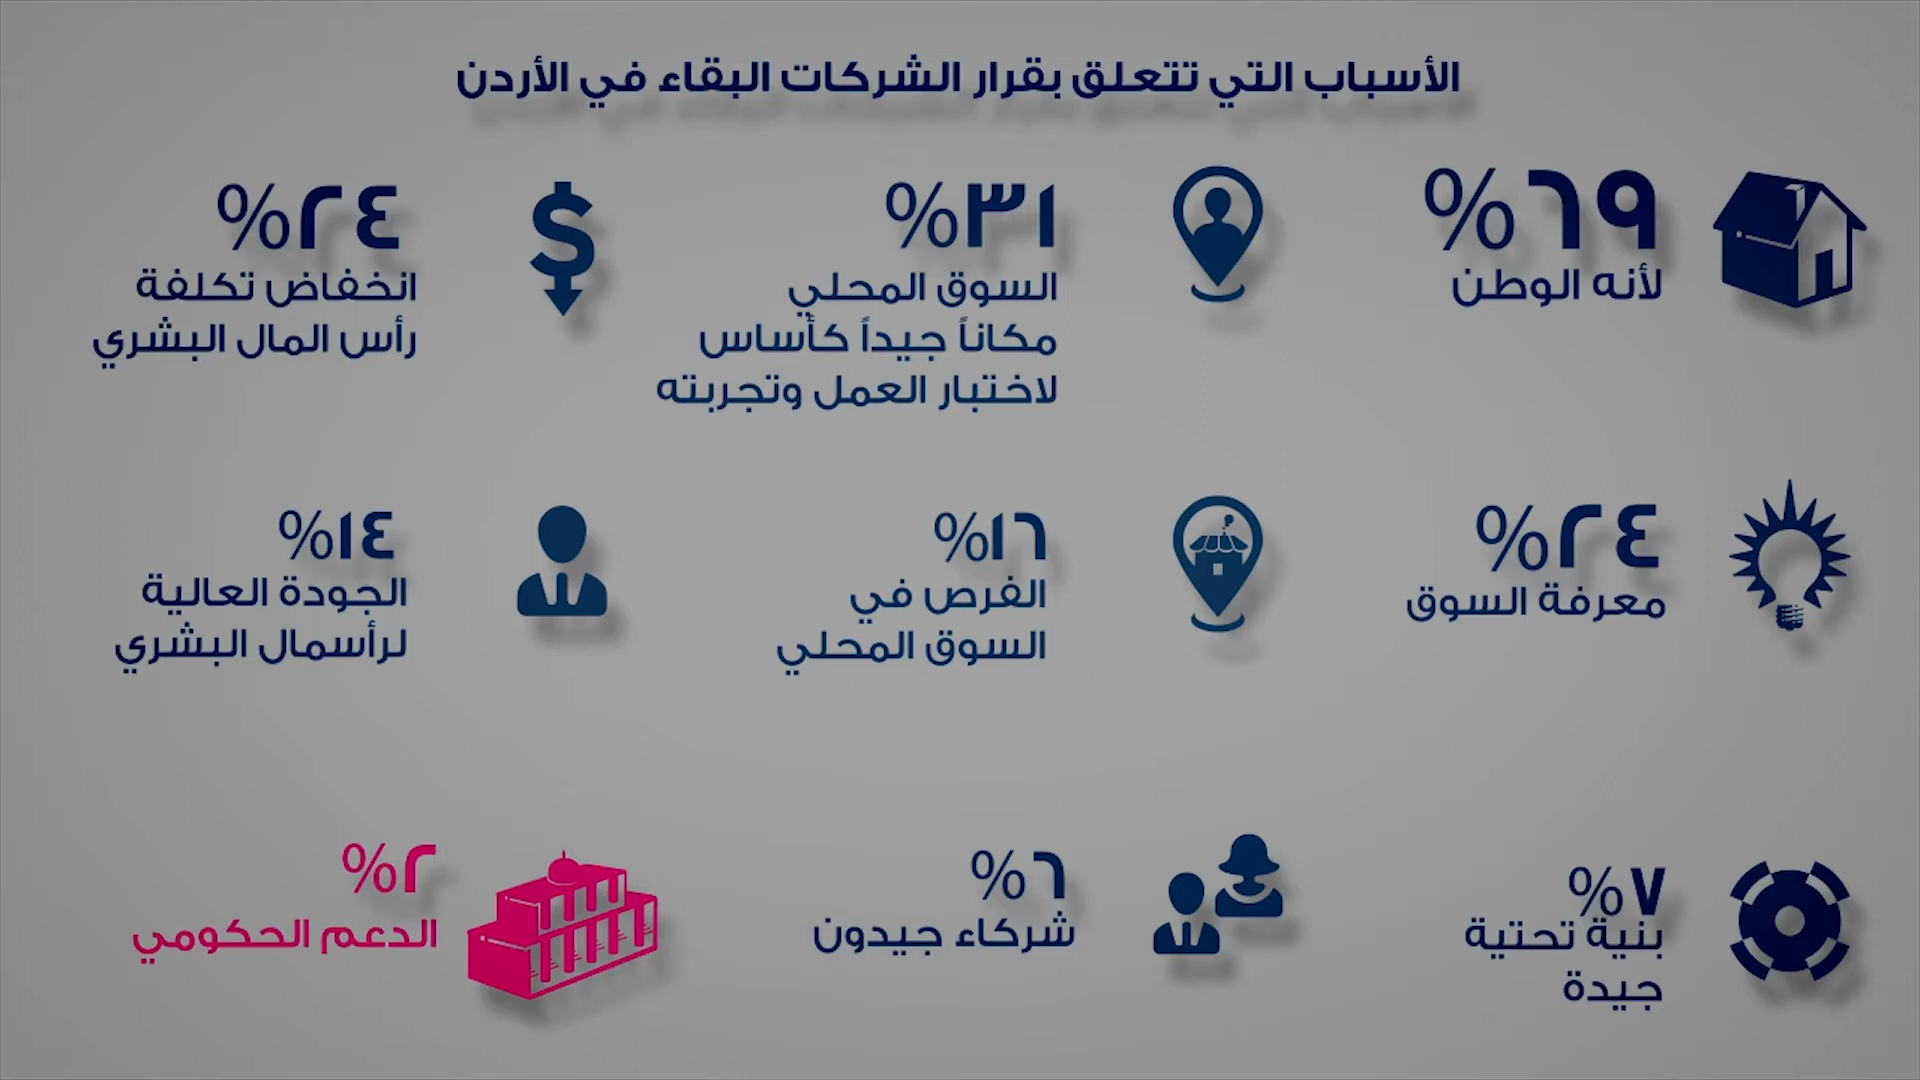 الأسباب التي تتعلق بقرار الشركات البقاء في الأردن
٦٩%
لأنه الوطن
٣١%
السوق المحلي
مكاناً جيداً كأساس
لاختبار العمل وتجربته
٢٤%
انخفاض تكلفة
رأس المال البشري
٢٤%
معرفة السوق
١٦%
الفرص في
السوق المحلي
١٤%
الجودة العالية
لرأسمال البشري
٧%
بنية تحتية
جيدة
٦%
شركاء جيدون
٢%
الدعم الحكومي